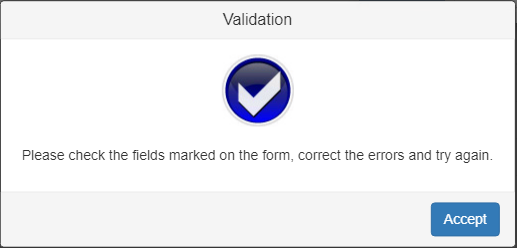 Validation
Please check the fields marked on the form, correct the errors and try again.
Accept